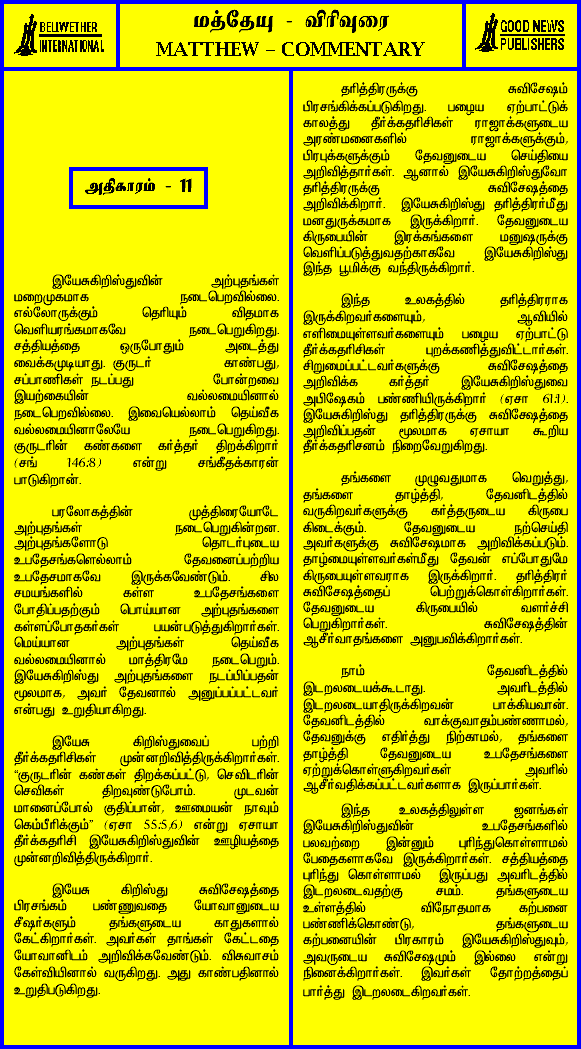 BELIWETHER
INTERNATIONAL
மத்தேயு - விரிவுரை
MATTHEW – COMMENTARY
GOOD NEWS
PUBLISHERS
அதிகாரம் - 11
இயேசுகிறிஸ்துவின் அற்புதங்கள்
மறைமுகமாக நடைபெறவில்லை.
எல்லோருக்கும் தெரியும் விதமாக
வெளியரங்கமாகவே நடைபெறுகிறது.
சத்தியத்தை ஒருபோதும் அடைத்து
வைக்கமுடியாது. குருடர் காண்பது,
சப்பாணிகள் நடப்பது போன்றவை
இயற்கையின் வல்லமையினால்
நடைபெறவில்லை. இவையெல்லாம் தெய்வீக
வல்லமையினாலேயே நடைபெறுகிறது.
குருடரின் கண்களை கர்த்தர் திறக்கிறார்
(சங் 146:8) என்று சங்கீதக்காரன்
பாடுகிறான்.
பரலோகத்தின் முத்திரையோடே
அற்புதங்கள் நடைபெறுகின்றன.
அற்புதங்களோடு தொடர்புடைய
உபதேசங்களெல்லாம் தேவனைப்பற்றிய
உபதேசமாகவே இருக்கவேண்டும். சில
சமயங்களில் கள்ள உபதேசங்களை
போதிப்பதற்கும் பொய்யான அற்புதங்களை
கள்ளப்போதகர்கள் பயன்படுத்துகிறார்கள்.
மெய்யான அற்புதங்கள் தெய்வீக
வல்லமையினால் மாத்திரமே நடைபெறும்.
இயேசுகிறிஸ்து அற்புதங்களை நடப்பிப்பதன்
மூலமாக, அவர் தேவனால் அனுப்பப்பட்டவர்
என்பது உறுதியாகிறது.
இயேசு கிறிஸ்துவைப் பற்றி
தீர்க்கதரிசிகள் முன்னறிவித்திருக்கிறார்கள்.
"குருடரின் கண்கள் திறக்கப்பட்டு, செவிடரின்
செவிகள் திறவுண்டுபோம். முடவன்
மானைப்போல் குதிப்பான், ஊமையன் நாவும்
கெம்பீரிக்கும்" (ஏசா 55:5,6) என்று ஏசாயா
தீர்க்கதரிசி இயேசுகிறிஸ்துவின் ஊழியத்தை
முன்னறிவித்திருக்கிறார்.
இயேசு கிறிஸ்து சுவிசேஷத்தை
பிரசங்கம் பண்ணுவதை யோவானுடைய
சீஷர்களும் தங்களுடைய காதுகளால்
கேட்கிறார்கள். அவர்கள் தாங்கள் கேட்டதை
யோவானிடம் அறிவிக்கவேண்டும். விசுவாசம்
கேள்வியினால் வருகிறது. அது காண்பதினால்
உறுதிபடுகிறது.
தரித்திரருக்கு சுவிசேஷம்
பிரசங்கிக்கப்படுகிறது. பழைய ஏற்பாட்டுக்
காலத்து தீர்க்கதரிசிகள் ராஜாக்களுடைய
அரண்மனைகளில் ராஜாக்களுக்கும்,
பிரபுக்களுக்கும் தேவனுடைய செய்தியை
அறிவித்தார்கள். ஆனால் இயேசுகிறிஸ்துவோ
தரித்திரருக்கு சுவிசேஷத்தை
அறிவிக்கிறார். இயேசுகிறிஸ்து தரித்திரர்மீது
மனதுருக்கமாக இருக்கிறார். தேவனுடைய
கிருபையின் இரக்கங்களை மனுஷருக்கு
வெளிப்படுத்துவதற்காகவே இயேசுகிறிஸ்து
இந்த பூமிக்கு வந்திருக்கிறார்.
இந்த உலகத்தில் தரித்திரராக
இருக்கிறவர்களையும், ஆவியில்
எளிமையுள்ளவர்களையும் பழைய ஏற்பாட்டு
தீர்க்கதரிசிகள் புறக்கணித்துவிட்டார்கள்.
சிறுமைப்பட்டவர்களுக்கு சுவிசேஷத்தை
அறிவிக்க கர்த்தர் இயேசுகிறிஸ்துவை
அபிஷேகம் பண்ணியிருக்கிறார் (ஏசா 61:1).
இயேசுகிறிஸ்து தரித்திரருக்கு சுவிசேஷத்தை
அறிவிப்பதன் மூலமாக ஏசாயா கூறிய
தீர்க்கதரிசனம் நிறைவேறுகிறது.
தங்களை முழுவதுமாக வெறுத்து,
தங்களை தாழ்த்தி, தேவனிடத்தில்
வருகிறவர்களுக்கு கர்த்தருடைய கிருபை
கிடைக்கும். தேவனுடைய நற்செய்தி
அவர்களுக்கு சுவிசேஷமாக அறிவிக்கப்படும்.
தாழ்மையுள்ளவர்கள்மீது தேவன் எப்போதுமே
கிருபையுள்ளவராக இருக்கிறார். தரித்திரர்
சுவிசேஷத்தைப் பெற்றுக்கொள்கிறார்கள்.
தேவனுடைய கிருபையில் வளர்ச்சி
பெறுகிறார்கள். சுவிசேஷத்தின்
ஆசீர்வாதங்களை அனுபவிக்கிறார்கள்.
நாம் தேவனிடத்தில்
இடறலடையக்கூடாது. அவரிடத்தில்
இடறலடையாதிருக்கிறவன் பாக்கியவான்.
தேவனிடத்தில் வாக்குவாதம்பண்ணாமல்,
தேவனுக்கு எதிர்த்து நிற்காமல், தங்களை
தாழ்த்தி தேவனுடைய உபதேசங்களை
ஏற்றுக்கொள்ளுகிறவர்கள் அவரில்
ஆசீர்வதிக்கப்பட்டவர்களாக இருப்பார்கள்.
இந்த உலகத்திலுள்ள ஜனங்கள்
இயேசுகிறிஸ்துவின் உபதேசங்களில்
பலவற்றை இன்னும் புரிந்துகொள்ளாமல்
பேதைகளாகவே இருக்கிறார்கள். சத்தியத்தை
புரிந்து கொள்ளாமல் இருப்பது அவரிடத்தில்
இடறலடைவதற்கு சமம். தங்களுடைய
உள்ளத்தில் விநோதமாக கற்பனை
பண்ணிக்கொண்டு, தங்களுடைய
கற்பனையின் பிரகாரம் இயேசுகிறிஸ்துவும்,
அவருடைய சுவிசேஷமும் இல்லை என்று
நினைக்கிறார்கள். இவர்கள் தோற்றத்தைப்
பார்த்து இடறலடைகிறவர்கள்.